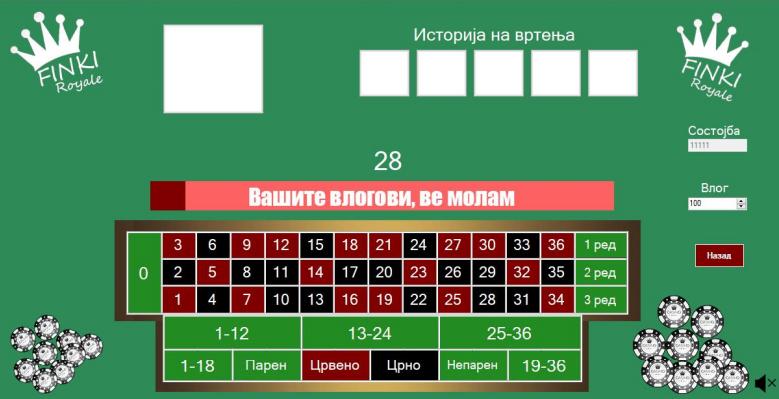 FINKI
Royale
Историја на вртења
FINKI
Royale
Состојба
11111
28
Влог
100
Вашите влогови, ве молам
3 6 9 12 15 18 21 24 27 30 33 36 1 ред
0 2 5 8 11 14 17 20 23 26 29 32 35 2 ред
1 4 7 10 13 16 19 22 25 28 31 34 3 ред
Назад
1-12 13-24 25-36
1-18 Парен Црвено Црно Непарен 19-36